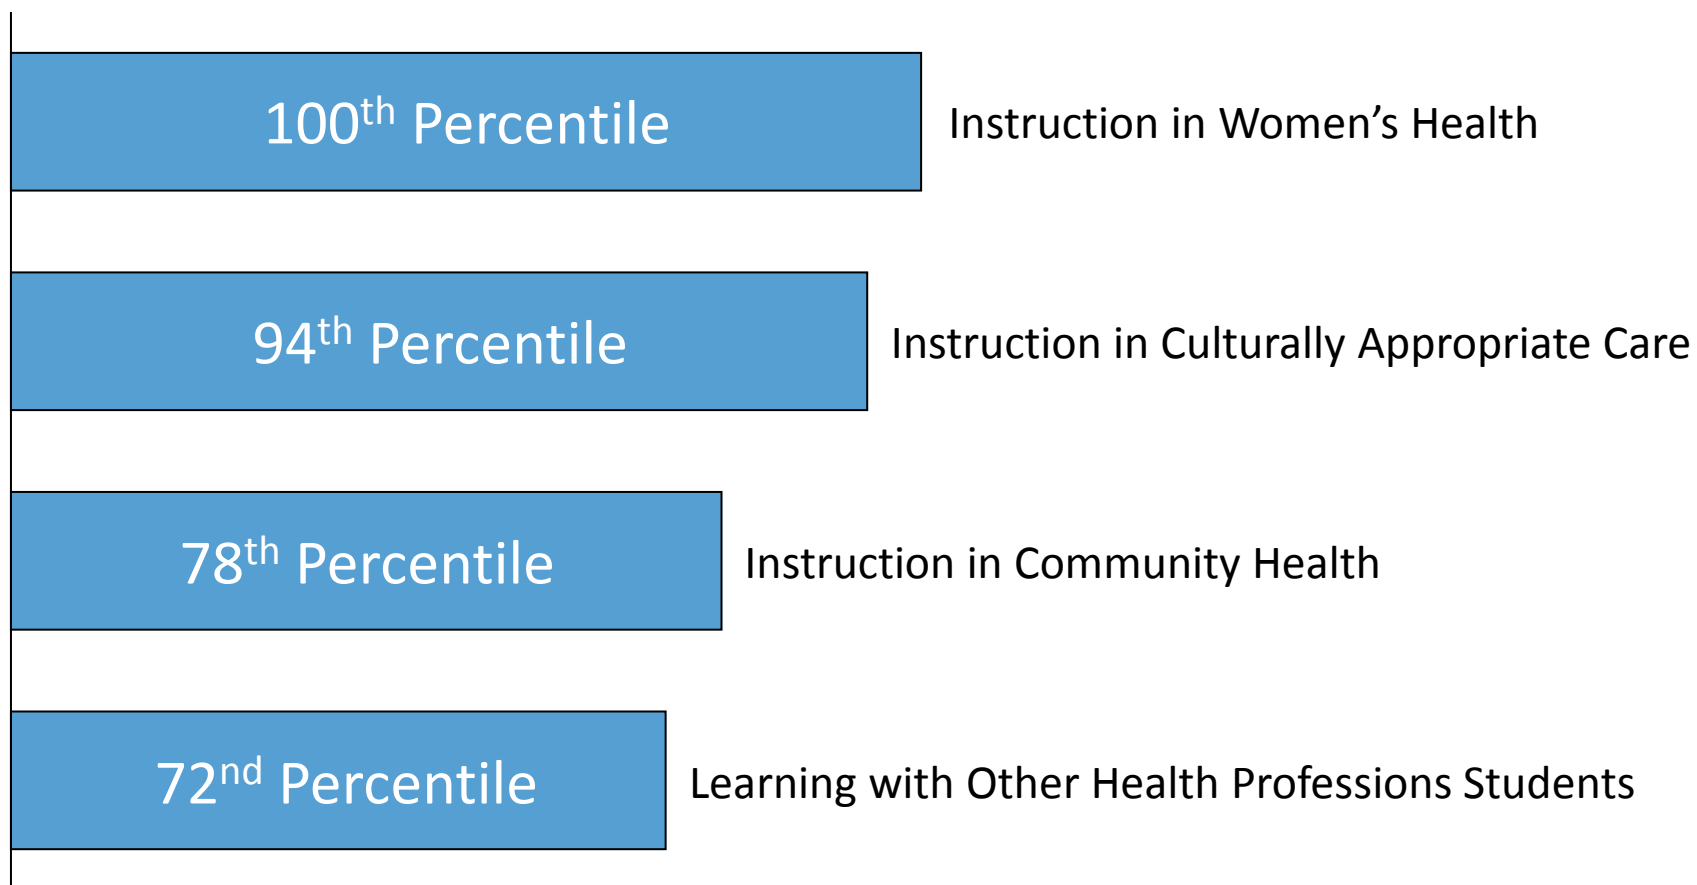 100th Percentile Instruction in Women’s Health
94th Percentile Instruction in Culturally Appropriate Care
78th Percentile Instruction in Community Health
72nd Percentile Learning with Other Health Professions Students